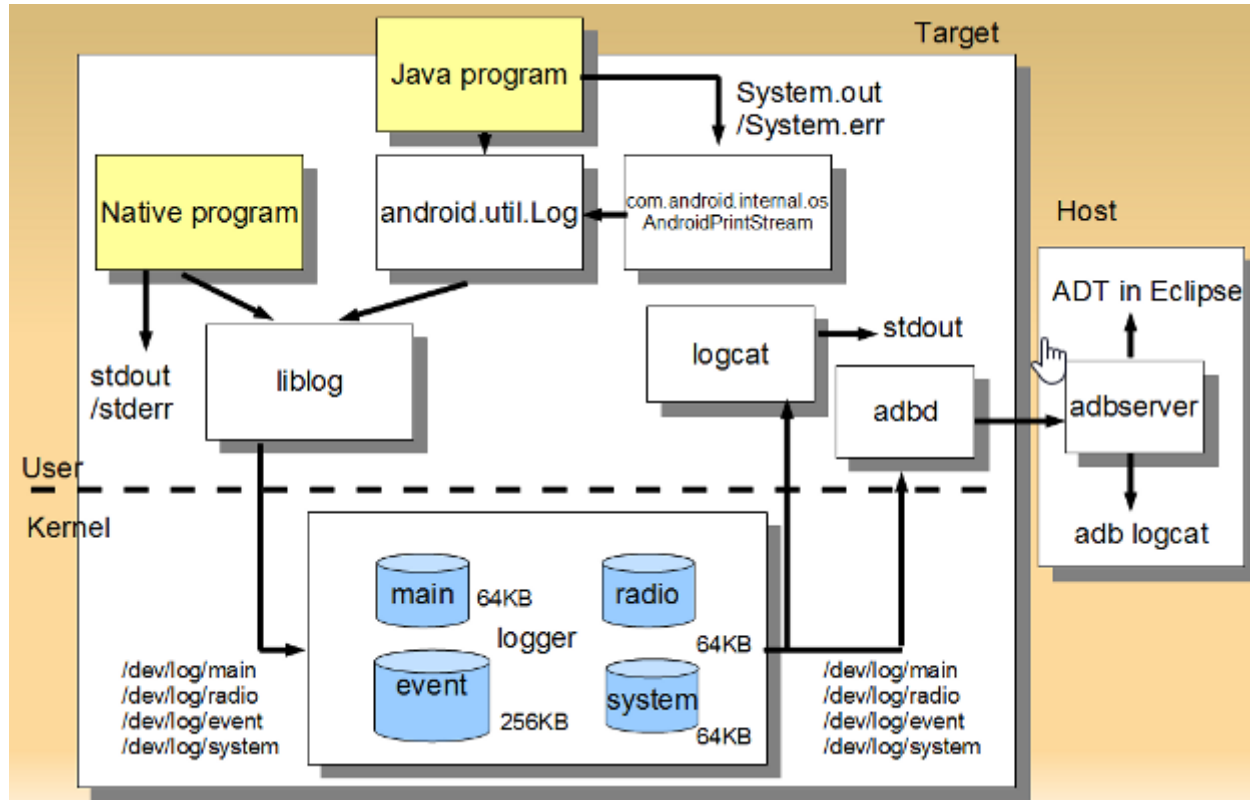 Target
Java program
System.out
/System.err
Native program
android.util.Log
com.android.internal.os
AndroidPrintStream
Host
ADT in Eclipse
stdout
/stderr
liblog
logcat
stdout
adbd
adbserver
User
Kernel
adb logcat
main
64KB
radio
64KB
logger
event
256KB
system
64KB
/dev/log/main
/dev/log/radio
/dev/log/event
/dev/log/system
/dev/log/main
/dev/log/radio
/dev/log/event
/dev/log/system